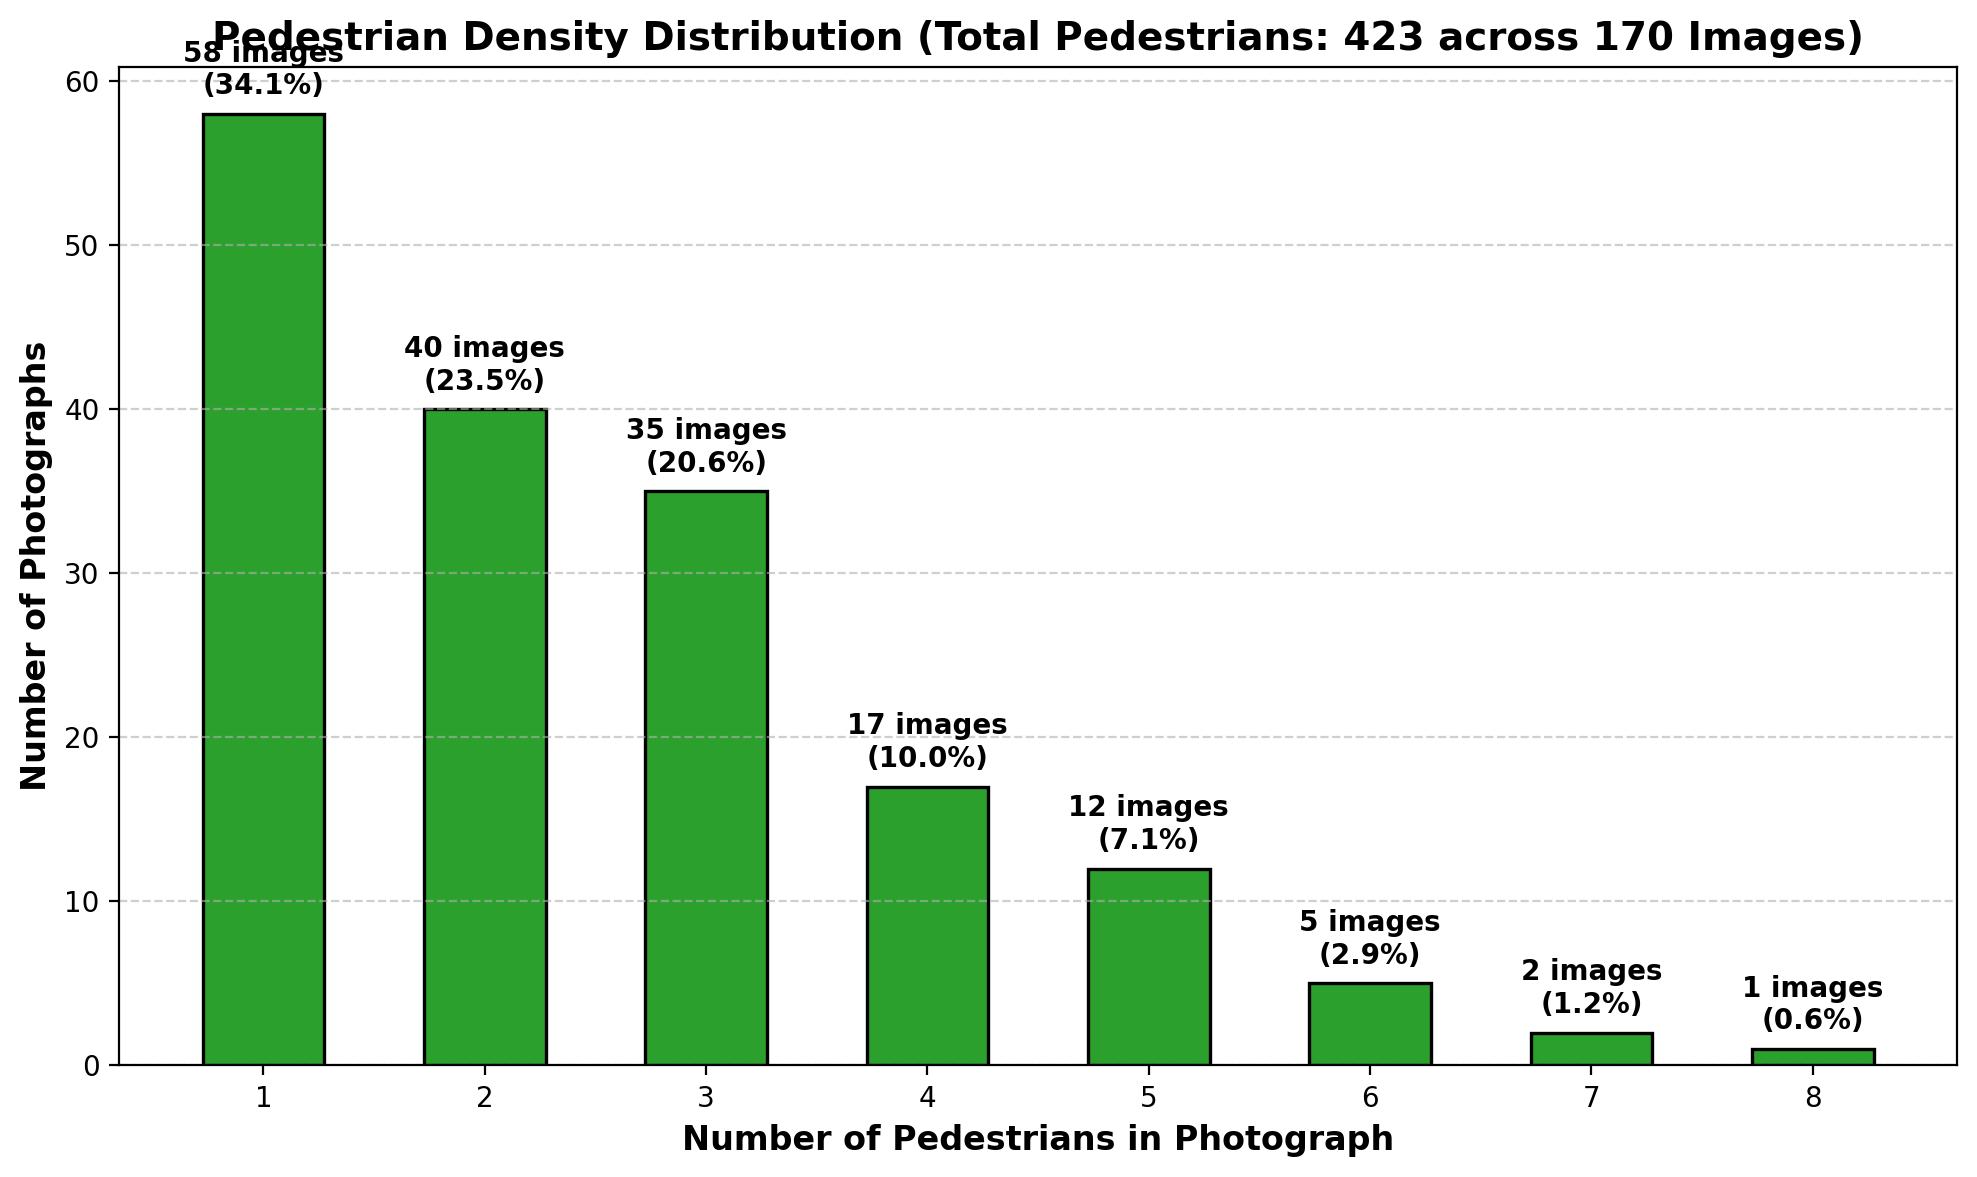 Pedestrian Density Distribution (Total Pedestrians: 423 across 170 Images)
58 images
(34.1%)
40 images
(23.5%)
35 images
(20.6%)
17 images
(10.0%)
12 images
(7.1%)
5 images
(2.9%)
2 images
(1.2%)
1 images
(0.6%)
Number of Photographs
60
50
40
30
20
10
0
1 2 3 4 5 6 7 8
Number of Pedestrians in Photograph